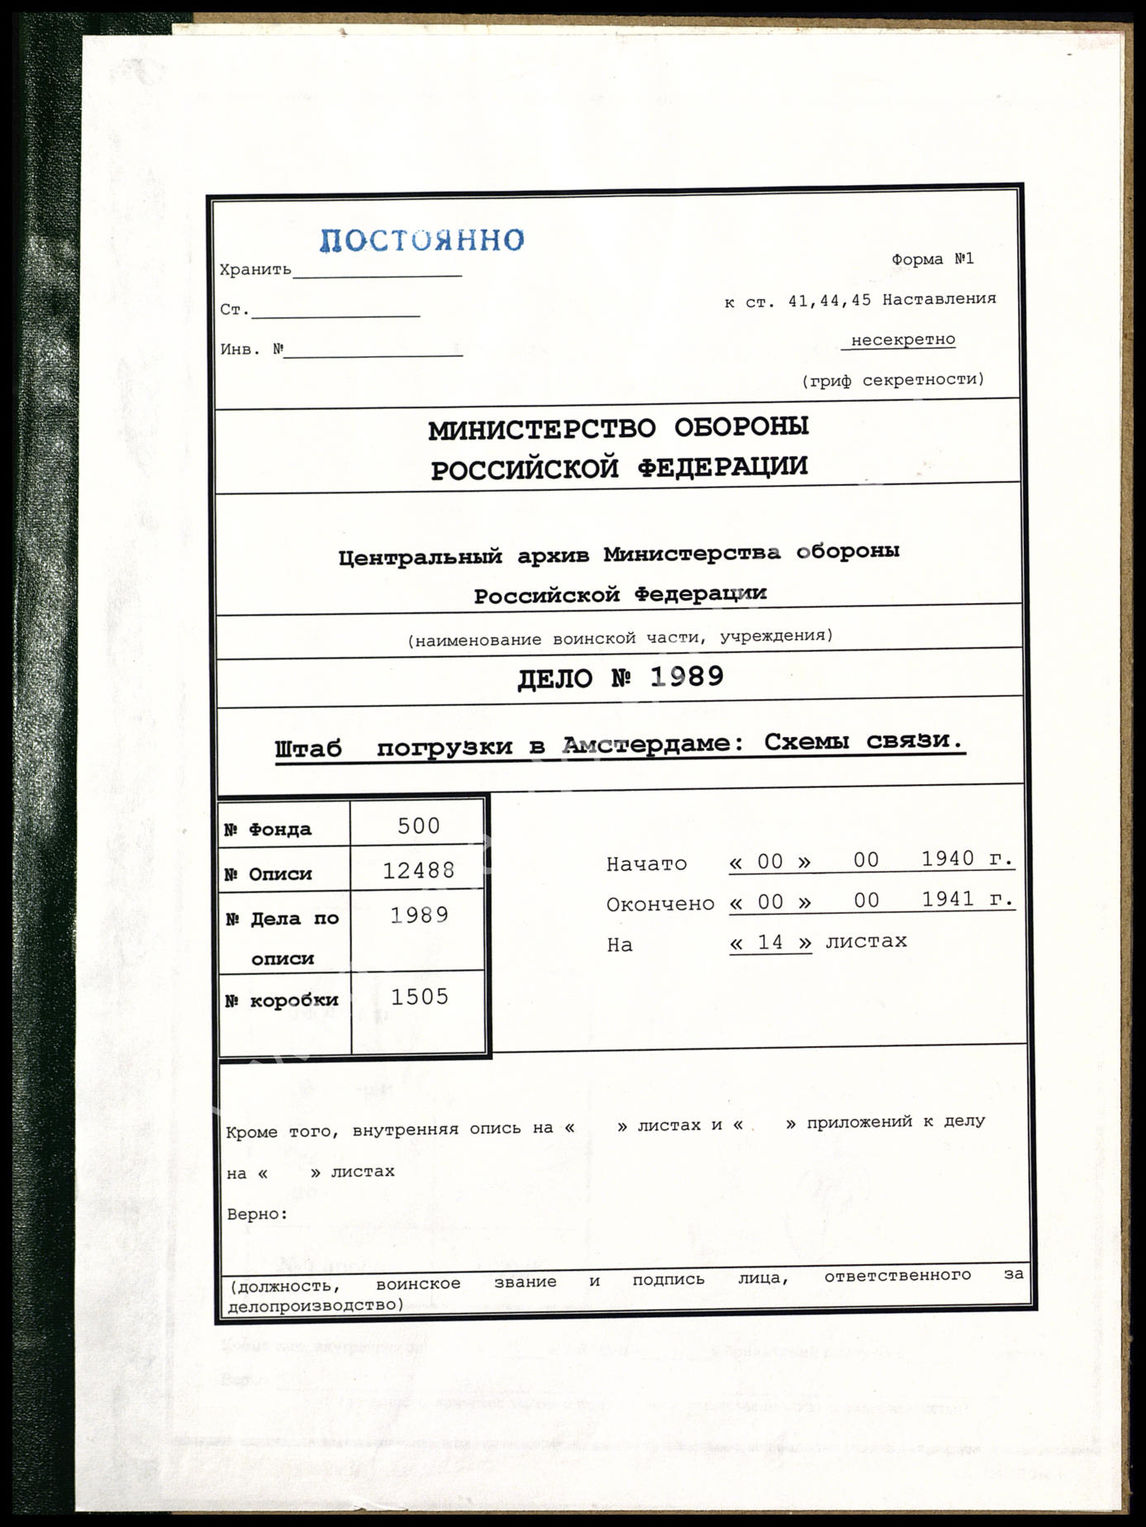 ПОСТОЯННО
Хранить
Форма №1
Ст.
к ст. 41,44,45 Наставления
Инв. №
несекретно
(гриф секретности)
МИНИСТЕРСТВО ОБОРОНЫ
РОССИЙСКОЙ ФЕДЕРАЦИИ
Центральный архив Министерства обороны
Российской Федерации
(наименование воинской части, учреждения)
ДЕЛО № 1989
Штаб погрузки в Амстердаме: Схемы связи.
№ Фонда 500
№ Описи 12488
№ Дела по 1989
описи
№ коробки 1505
Начато « 00 » 00 1940 г.
Окончено « 00 » 00 1941 г.
На « 14 » листах
Кроме того, внутренняя опись на « » листах и « » приложений к делу
на « » листах
Верно:
(должность, воинское звание и подпись лица, ответственного за
делопроизводство)